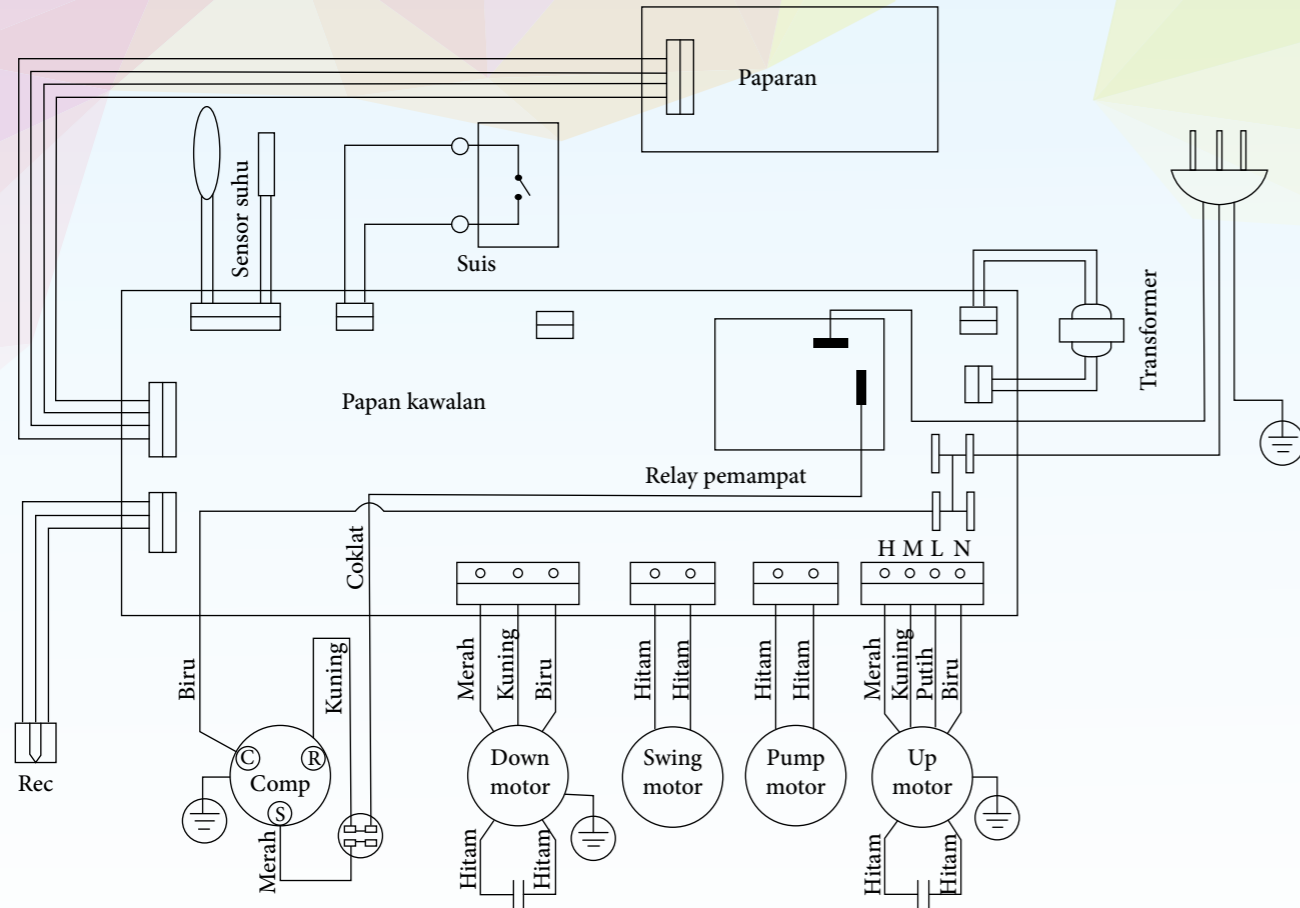 Paparan
Sensor suhu
Suis
Transformer
Papan kawalan
Relay pemampat
Coklat
H M L N
Biru
Kuning
Merah
Kuning
Biru
Hitam
Hitam
Hitam
Hitam
Merah
Kuning
Putih
Biru
Rec
C
R
Comp
S
Merah
Down
motor
Swing
motor
Pump
motor
Up
motor
Hitam
Hitam
Hitam
Hitam